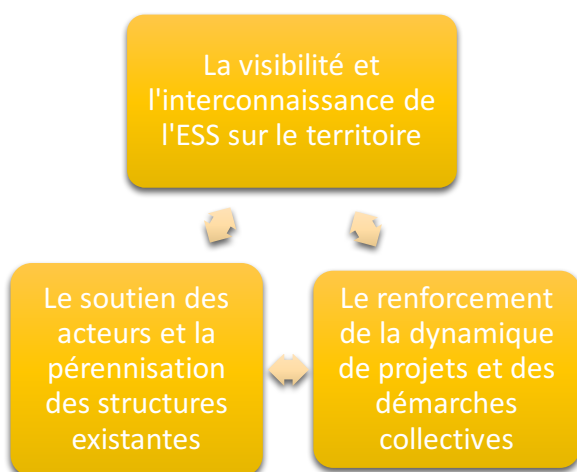 La visibilité et
l'interconnaissance de
l'ESS sur le territoire
Le soutien des
acteurs et la
pérennisation
des structures
existantes
Le renforcement
de la dynamique
de projets et des
démarches
collectives